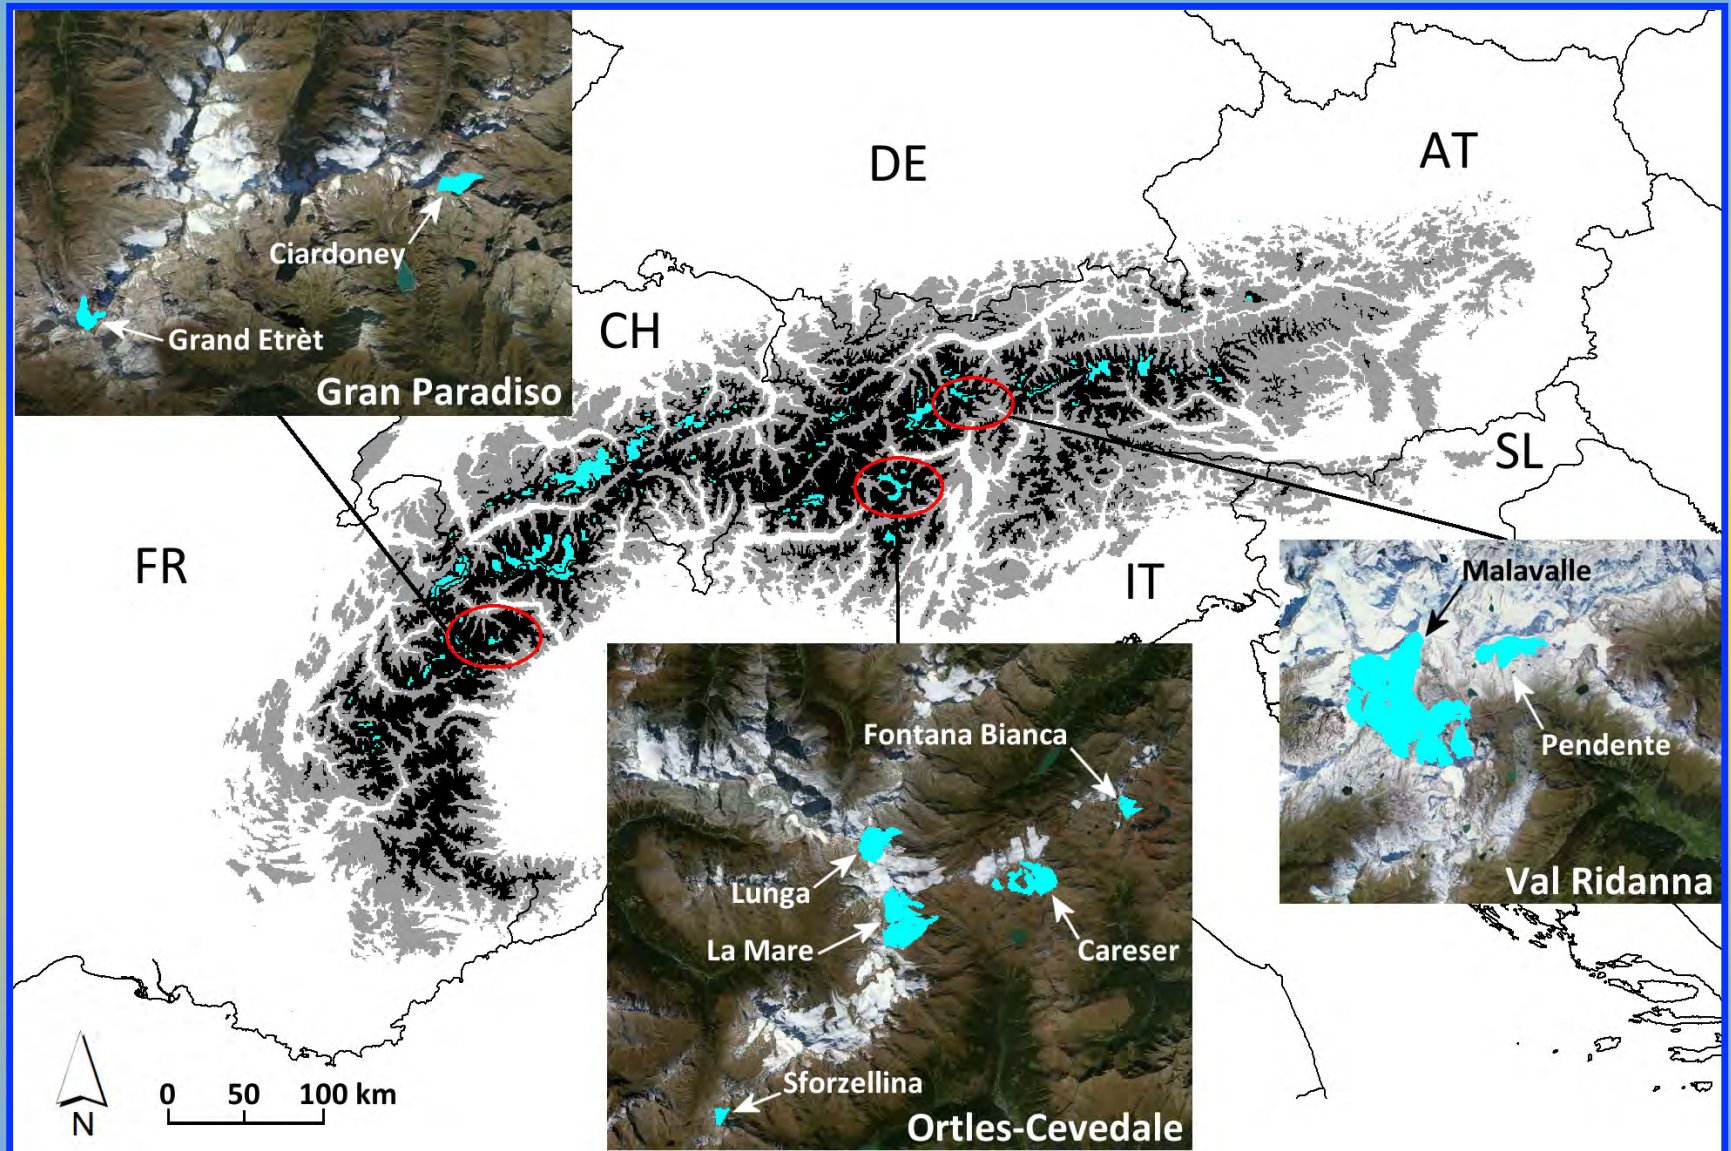 Ciardoney
Grand Etrèt
Gran Paradiso
DE
AT
CH
SL
FR
IT
Malavalle
Pendente
Val Ridanna
Fontana Bianca
Lunga
La Mare
Careser
Sforzellina
Ortles-Cevedale
N
0 50 100 km